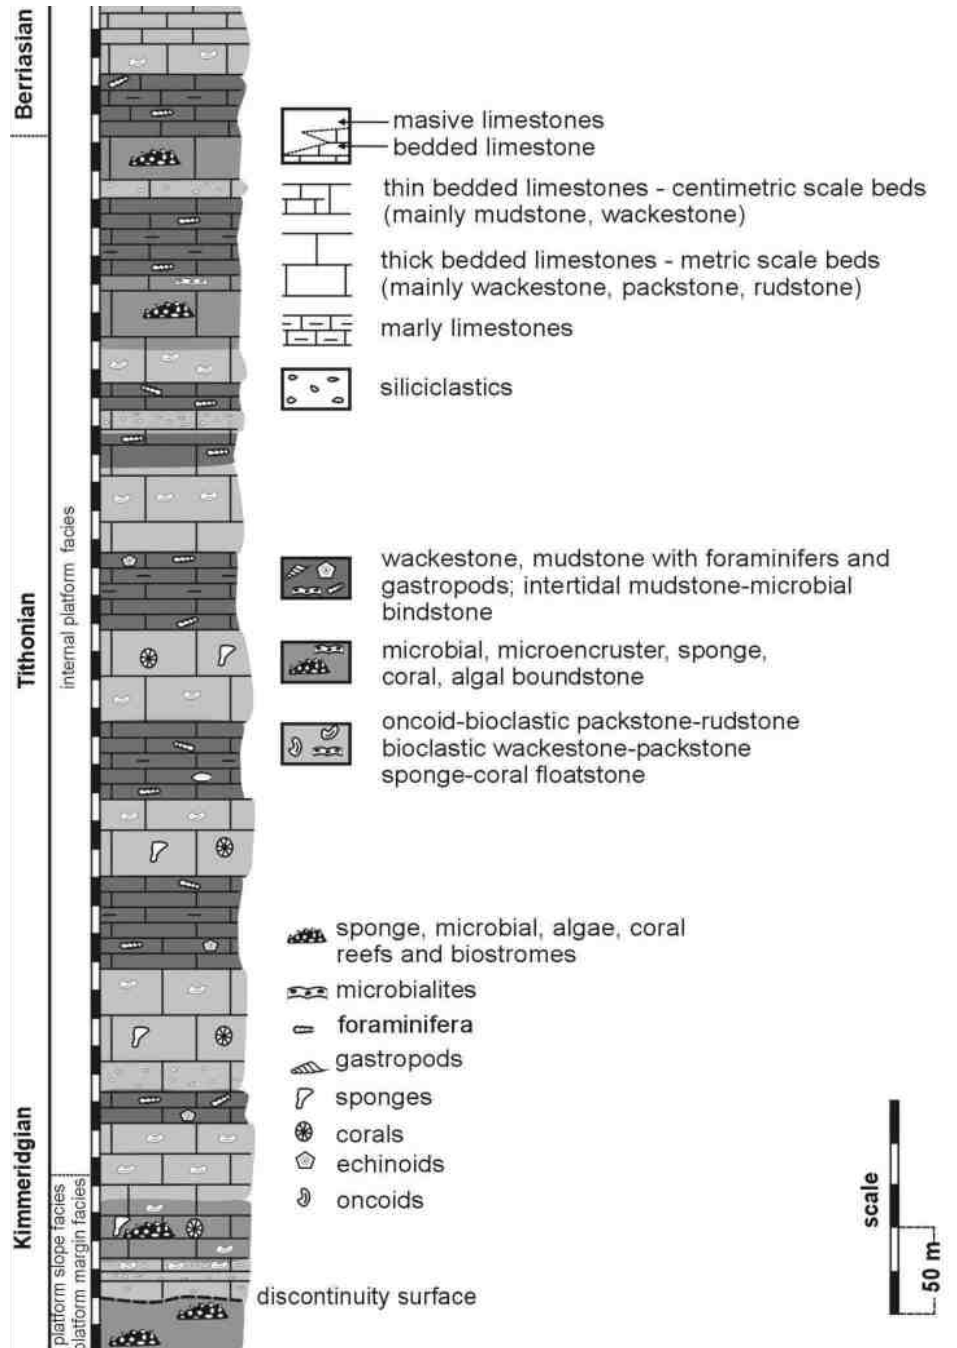 Berriasian
Tithonian
Kimmeridgian
internal platform facies
platform slope facies
platform margin facies
masive limestones
bedded limestone
thin bedded limestones - centimetric scale beds
(mainly mudstone, wackestone)
thick bedded limestones - metric scale beds
(mainly wackestone, packstone, rudstone)
marly limestones
siliciclastics
wackestone, mudstone with foraminifers and
gastropods; intertidal mudstone-microbial
bindstone
microbial, microencruster, sponge,
coral, algal boundstone
oncoid-bioclastic packstone-rudstone
bioclastic wackestone-packstone
sponge-coral floatstone
sponge, microbial, algae, coral
reefs and biostromes
microbialites
foraminifera
gastropods
sponges
corals
echinoids
oncoids
discontinuity surface
scale
50 m